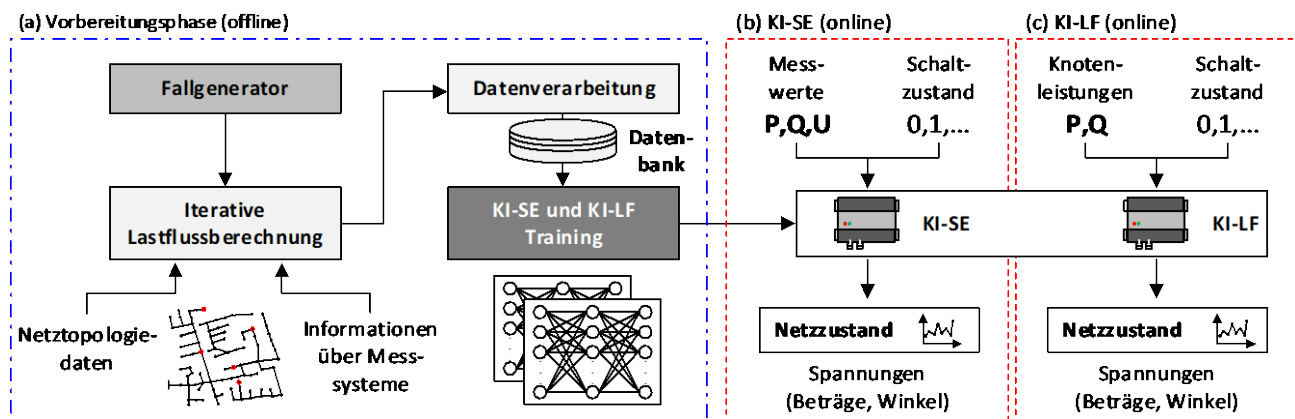 (a) Vorbereitungsphase (offline)
Fallgenerator
Iterative
Lastflussberechnung
Netztopologie-
daten
Informationen
über Mess-
systeme
Datenverarbeitung
Daten-
bank
KI-SE und KI-LF
Training
(b) KI-SE (online)
Mess-
werte
P,Q,U
Schalt-
zustand
0,1,...
KI-SE
Netzzustand
Spannungen
(Beträge, Winkel)
(c) KI-LF (online)
Knoten-
leistungen
P,Q
Schalt-
zustand
0,1,...
KI-LF
Netzzustand
Spannungen
(Beträge, Winkel)